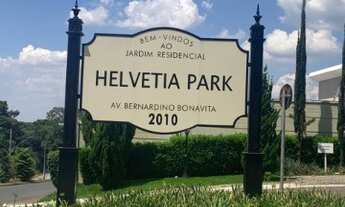 BEM-VINDOS
AO
JARDIM RESIDENCIAL
HELVETIA PARK
AV. BERNARDINO BONAVITA
2010